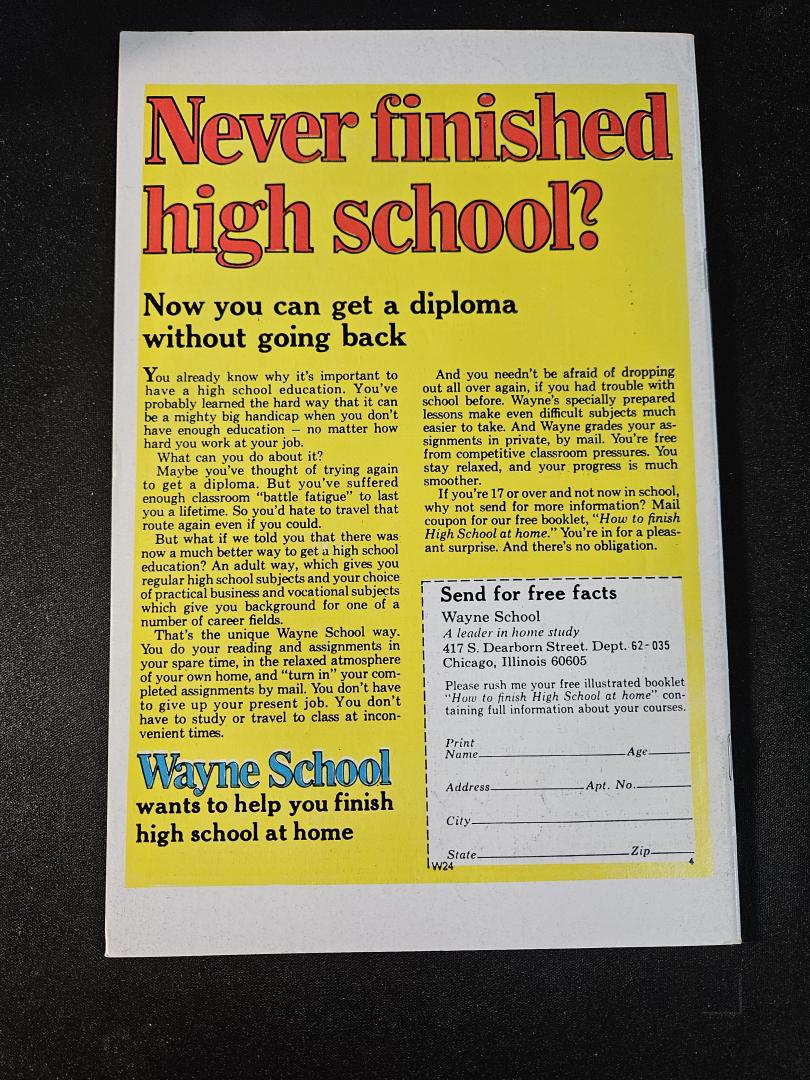 Never finished
high school?
Now you can get a diploma
without going back
You already know why it's important to
have a high school education. You've
probably learned the hard way that it can
be a mighty big handicap when you don't
have enough education — no matter how
hard you work at your job.
What can you do about it?
Maybe you've thought of trying again
to get a diploma. But you've suffered
enough classroom "battle fatigue" to last
you a lifetime. So you'd hate to travel that
route again even if you could.
But what if we told you that there was
now a much better way to get a high school
education? An adult way, which gives you
regular high school subjects and your choice
of practical business and vocational subjects
which give you background for one of a
number of career fields.
That's the unique Wayne School way.
You do your reading and assignments in
your spare time, in the relaxed atmosphere
of your own home, and "turn in" your com-
pleted assignments by mail. You don't have
to give up your present job. You don't
have to study or travel to class at incon-
venient times.
Wayne School
wants to help you finish
high school at home
And you needn't be afraid of dropping
out all over again, if you had trouble with
school before. Wayne's specially prepared
lessons make even difficult subjects much
easier to take. And Wayne grades your as-
signments in private, by mail. You're free
from competitive classroom pressures. You
stay relaxed, and your progress is much
smoother.
If you're 17 or over and not now in school,
why not send for more information? Mail
coupon for our free booklet, "How to finish
High School at home." You're in for a pleas-
ant surprise. And there's no obligation.
Send for free facts
Wayne School
A leader in home study
417 S. Dearborn Street. Dept. 62-035
Chicago, Illinois 60605
Please rush me your free illustrated booklet
"How to finish High School at home" con-
taining full information about your courses.
Print
Name Age
Address Apt. No.
City
State Zip
W24 4